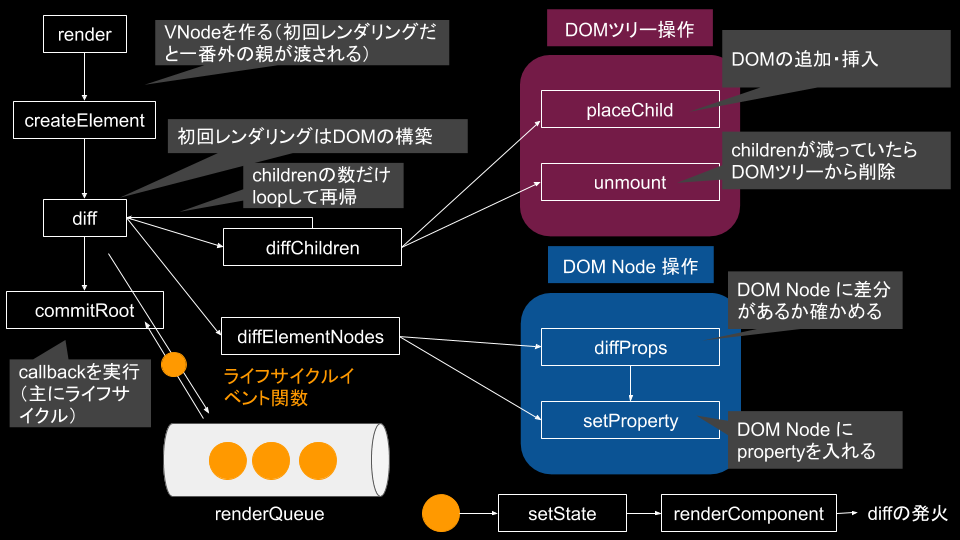 render
VNodeを作る（初回レンダリングだ
と一番外の親が渡される）
createElement
初回レンダリングはDOMの構築
childrenの数だけ
loopして再帰
diff
diffChildren
commitRoot
diffElementNodes
callbackを実行
（主にライフサ
イクル）
ライフサイクルイ
ベント関数
renderQueue
DOMツリー操作
DOMの追加・挿入
placeChild
childrenが減っていたら
DOMツリーから削除
unmount
DOM Node 操作
DOM Node に差分
があるか確かめる
diffProps
setProperty
DOM Node に
propertyを入れる
setState
renderComponent
diffの発火